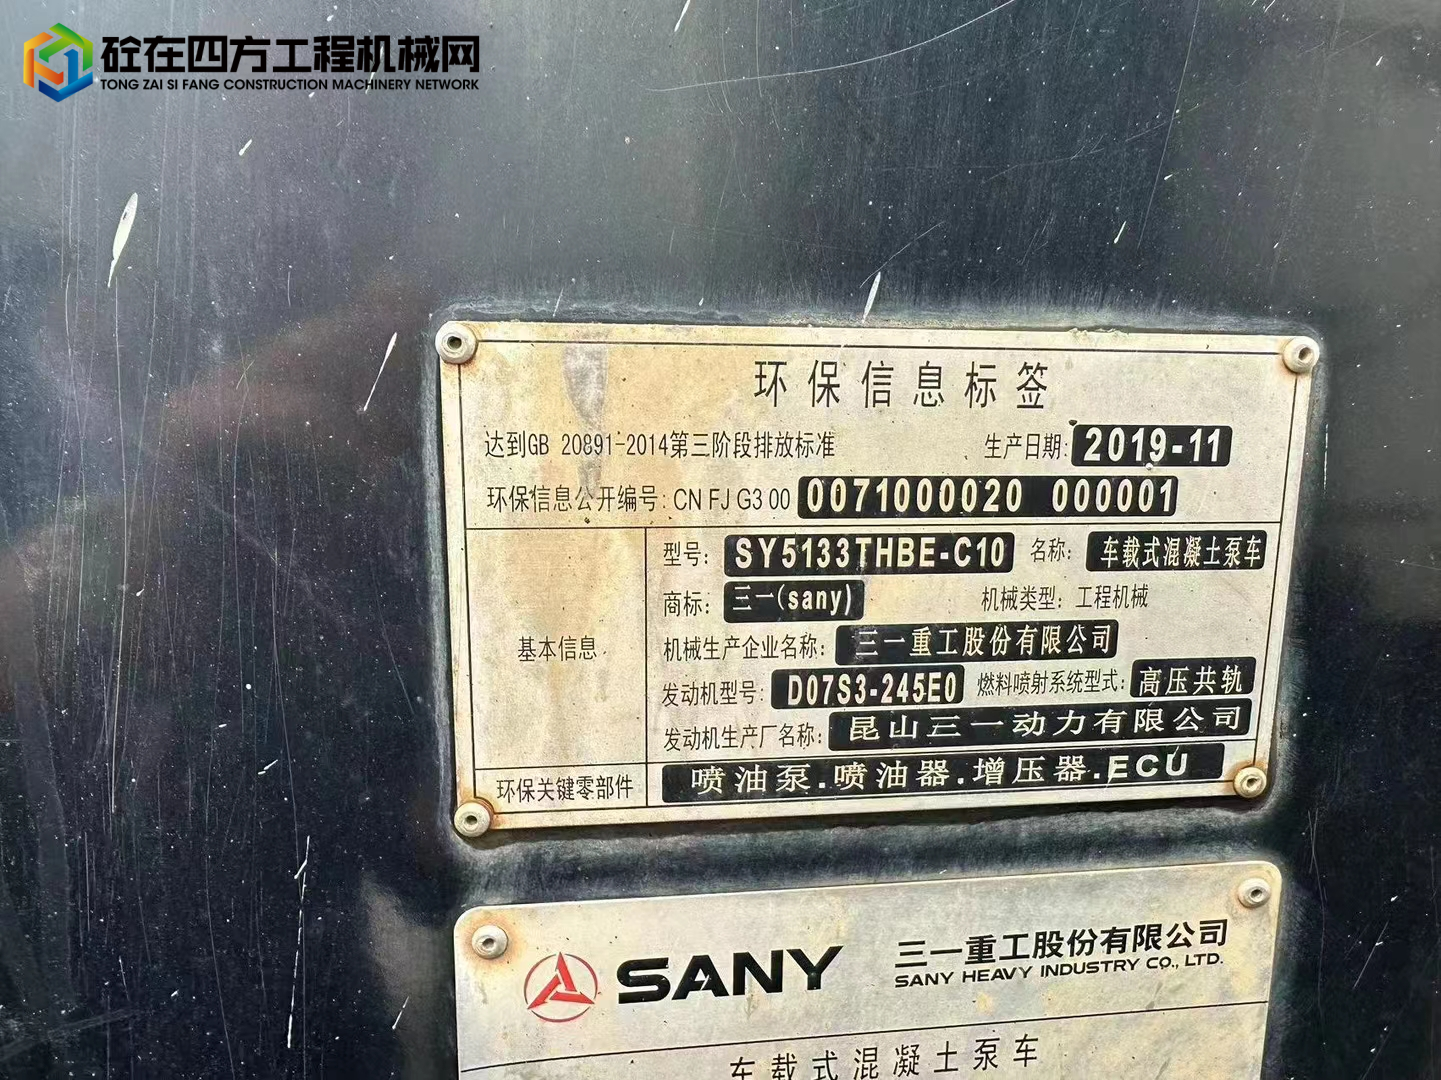 砼在四方工程机械网
TONG ZAI SI FANG CONSTRUCTION MACHINERY NETWORK
环保信息标签
达到GB 20891-2014第三阶段排放标准 生产日期: 2019-11
环保信息公开编号: CN FJ G3 00 0071000020 000001
基本信息
型号: SY5133THBE-C10 名称: 车载式混凝土泵车
商标: 三一(sany) 机械类型: 工程机械
机械生产企业名称: 三一重工股份有限公司
发动机型号: D07S3-245E0 燃料喷射系统型式: 高压共轨
发动机生产厂名称: 昆山三一动力有限公司
环保关键零部件 喷油泵.喷油器.增压器.ECU
SANY 三一重工股份有限公司
SANY HEAVY INDUSTRY CO., LTD.
车载式混凝土泵车